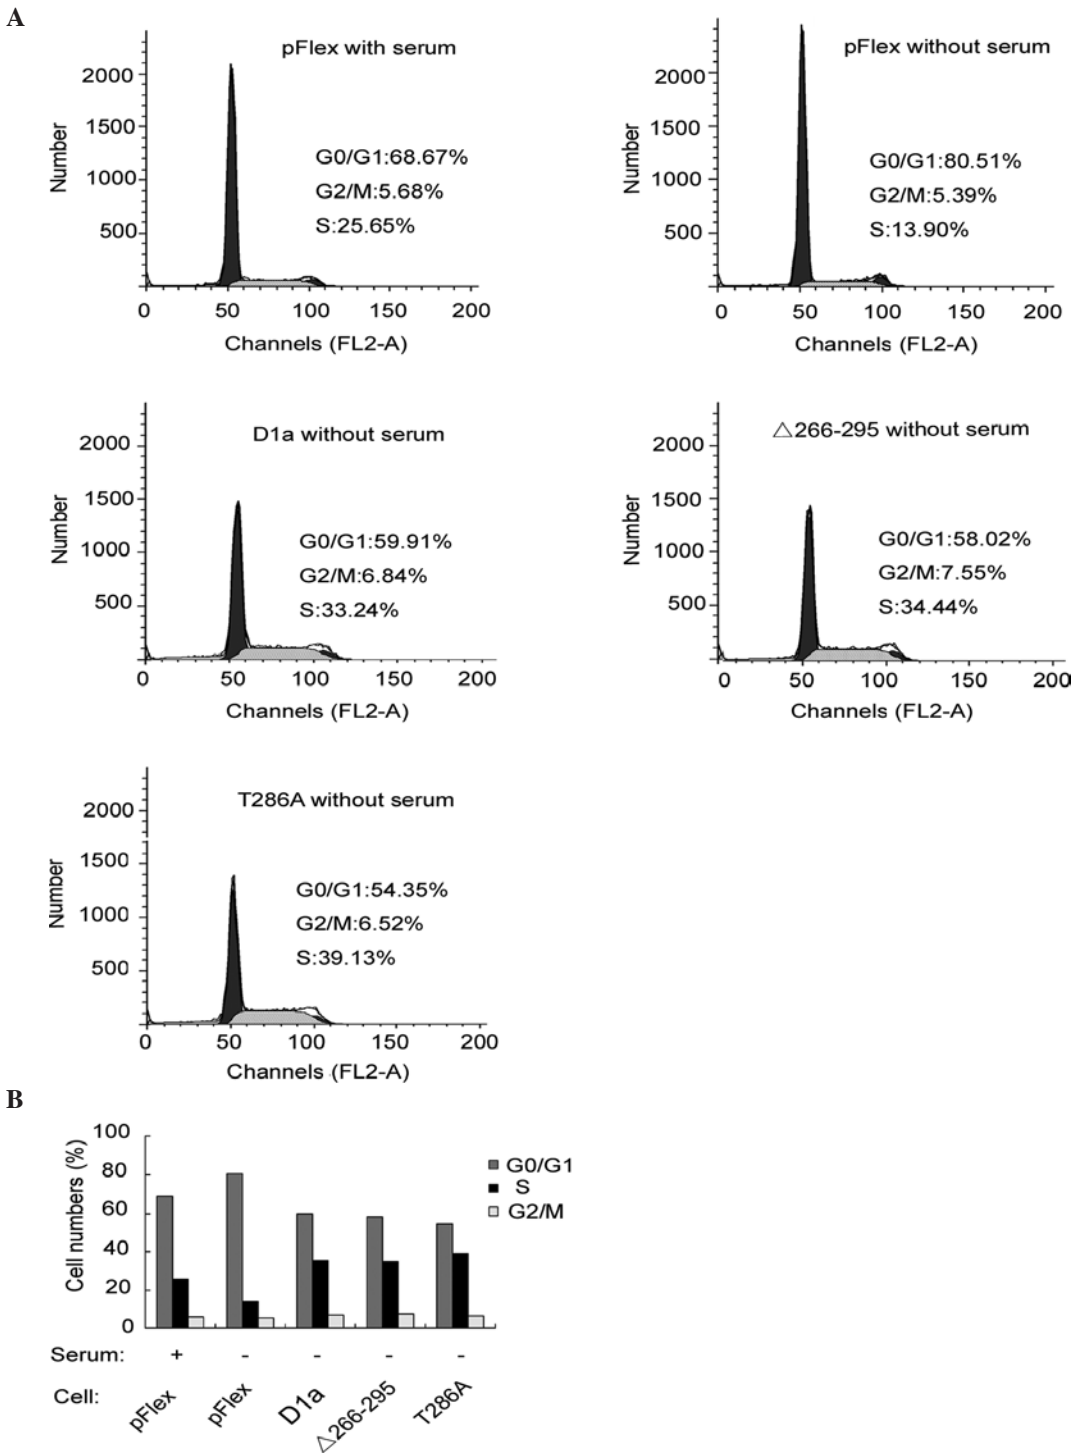 A
pFlex with serum
2000
1500
1000
500
Number
G0/G1:68.67%
G2/M:5.68%
S:25.65%
0 50 100 150 200
Channels (FL2-A)
pFlex without serum
2000
1500
1000
500
Number
G0/G1:80.51%
G2/M:5.39%
S:13.90%
0 50 100 150 200
Channels (FL2-A)
D1a without serum
2000
1500
1000
500
Number
G0/G1:59.91%
G2/M:6.84%
S:33.24%
0 50 100 150 200
Channels (FL2-A)
△266-295 without serum
2000
1500
1000
500
Number
G0/G1:58.02%
G2/M:7.55%
S:34.44%
0 50 100 150 200
Channels (FL2-A)
T286A without serum
2000
1500
1000
500
Number
G0/G1:54.35%
G2/M:6.52%
S:39.13%
0 50 100 150 200
Channels (FL2-A)
B
100
80
60
40
20
0
Cell numbers (%)
G0/G1
S
G2/M
Serum: + - - - -
Cell: pFlex pFlex D1a △266-295 T286A